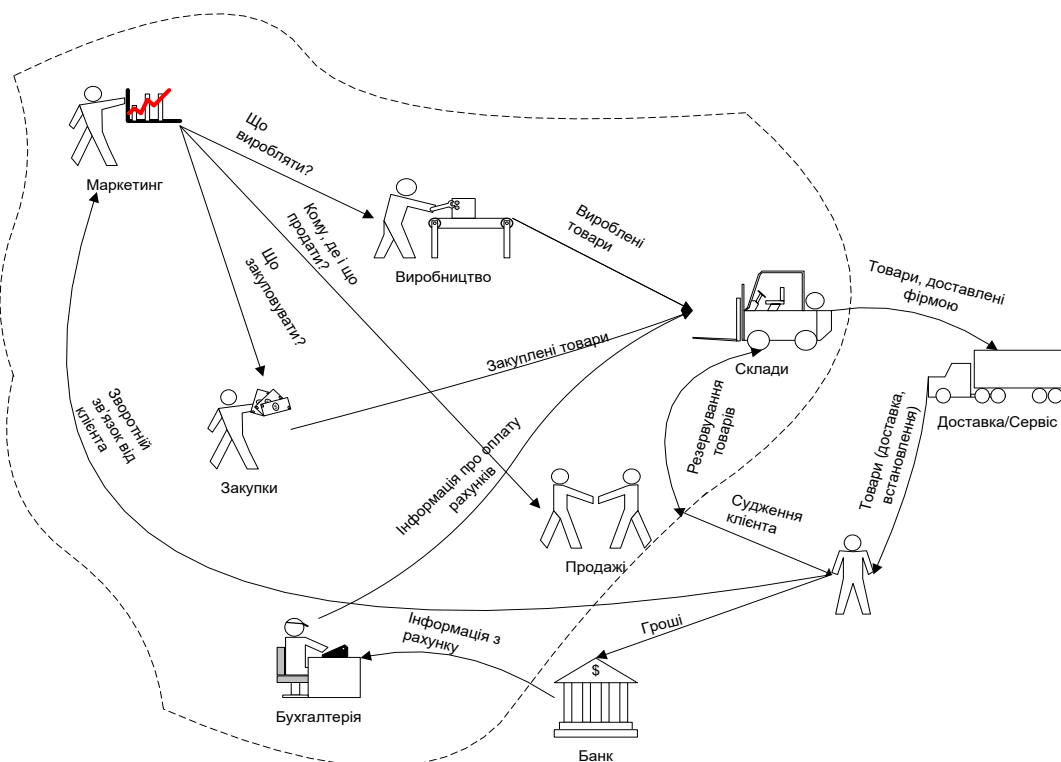 Маркетинг
Що
виробляти?
Кому, де і що
продати?
Що
закуповувати?
Виробництво
Вироблені
товари
Товари, доставлені
фірмою
Склади
Закуплені товари
Доставка/Сервіс
Зворотній
зв'язок від
клієнта
Закупки
Інформація про оплату
рахунків
Резервування
товарів
Товари (доставка,
встановлення)
Судження
клієнта
Продажі
Гроші
Інформація з
рахунку
$
Бухгалтерія
Банк